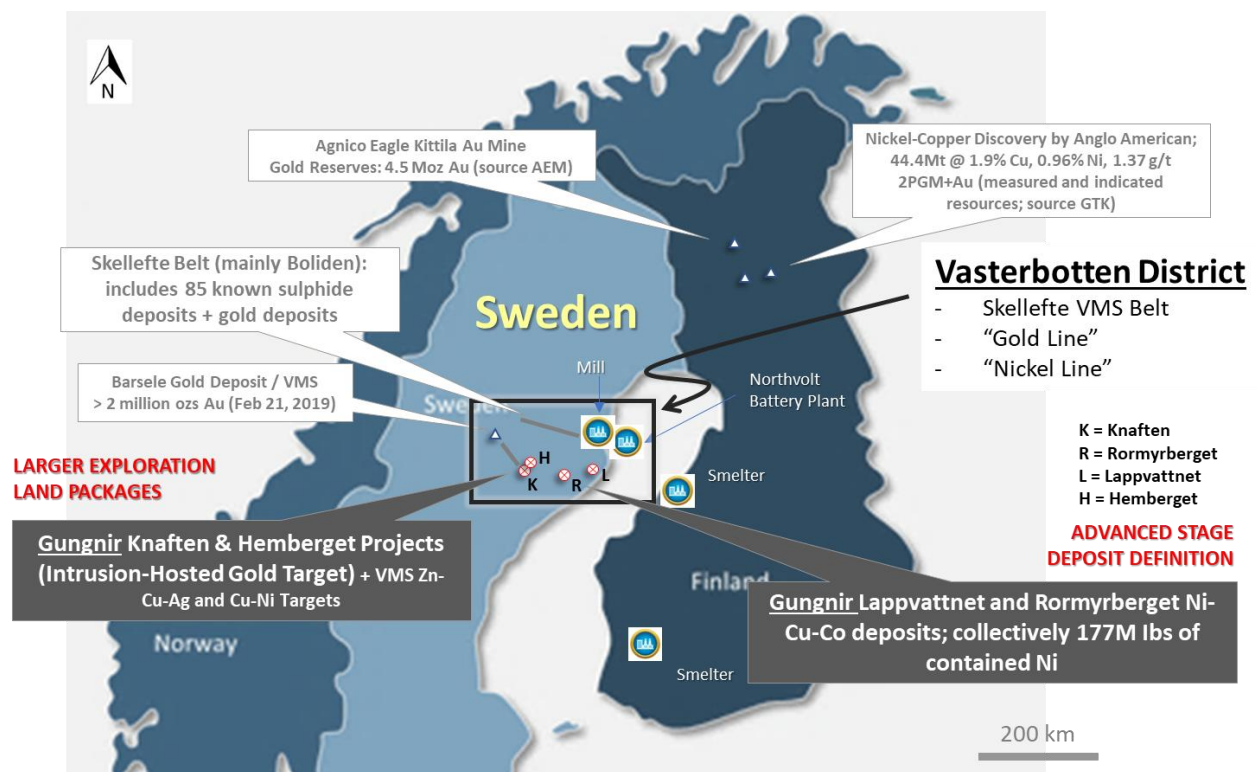 N
Agnico Eagle Kittila Au Mine
Gold Reserves: 4.5 Moz Au (source AEM)
Nickel-Copper Discovery by Anglo American;
44.4Mt @ 1.9% Cu, 0.96% Ni, 1.37 g/t
2PGM+Au (measured and indicated
resources; source GTK)
Skellefte Belt (mainly Boliden):
includes 85 known sulphide
deposits + gold deposits
Sweden
Vasterbotten District
- Skellefte VMS Belt
- “Gold Line”
- “Nickel Line”
Barsele Gold Deposit / VMS
> 2 million ozs Au (Feb 21, 2019)
Mill
Northvolt
Battery Plant
Sweden
H
K
R
L
K = Knaften
R = Rormyrberget
L = Lappvattnet
H = Hemberget
LARGER EXPLORATION
LAND PACKAGES
Smelter
ADVANCED STAGE
DEPOSIT DEFINITION
Gungnir Knaften & Hemberget Projects
(Intrusion-Hosted Gold Target) + VMS Zn-
Cu-Ag and Cu-Ni Targets
Finland
Gungnir Lappvattnet and Rormyrberget Ni-
Cu-Co deposits; collectively 177M Ibs of
contained Ni
Norway
Smelter
200 km